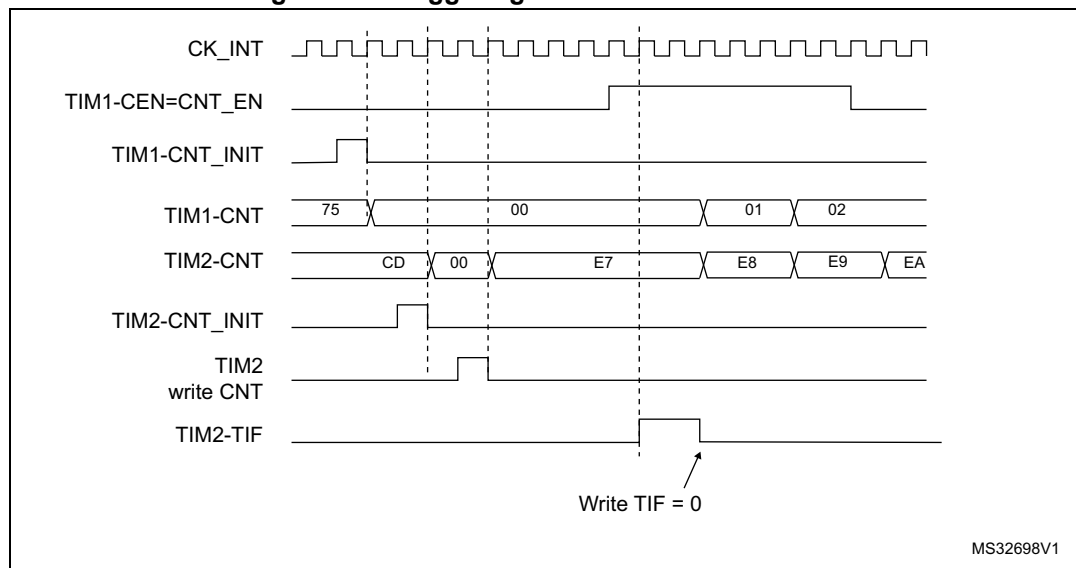 CK_INT
TIM1-CEN=CNT_EN
TIM1-CNT_INIT
TIM1-CNT 75 00 01 02
TIM2-CNT CD 00 E7 E8 E9 EA
TIM2-CNT_INIT
TIM2
write CNT
TIM2-TIF
Write TIF = 0
MS32698V1